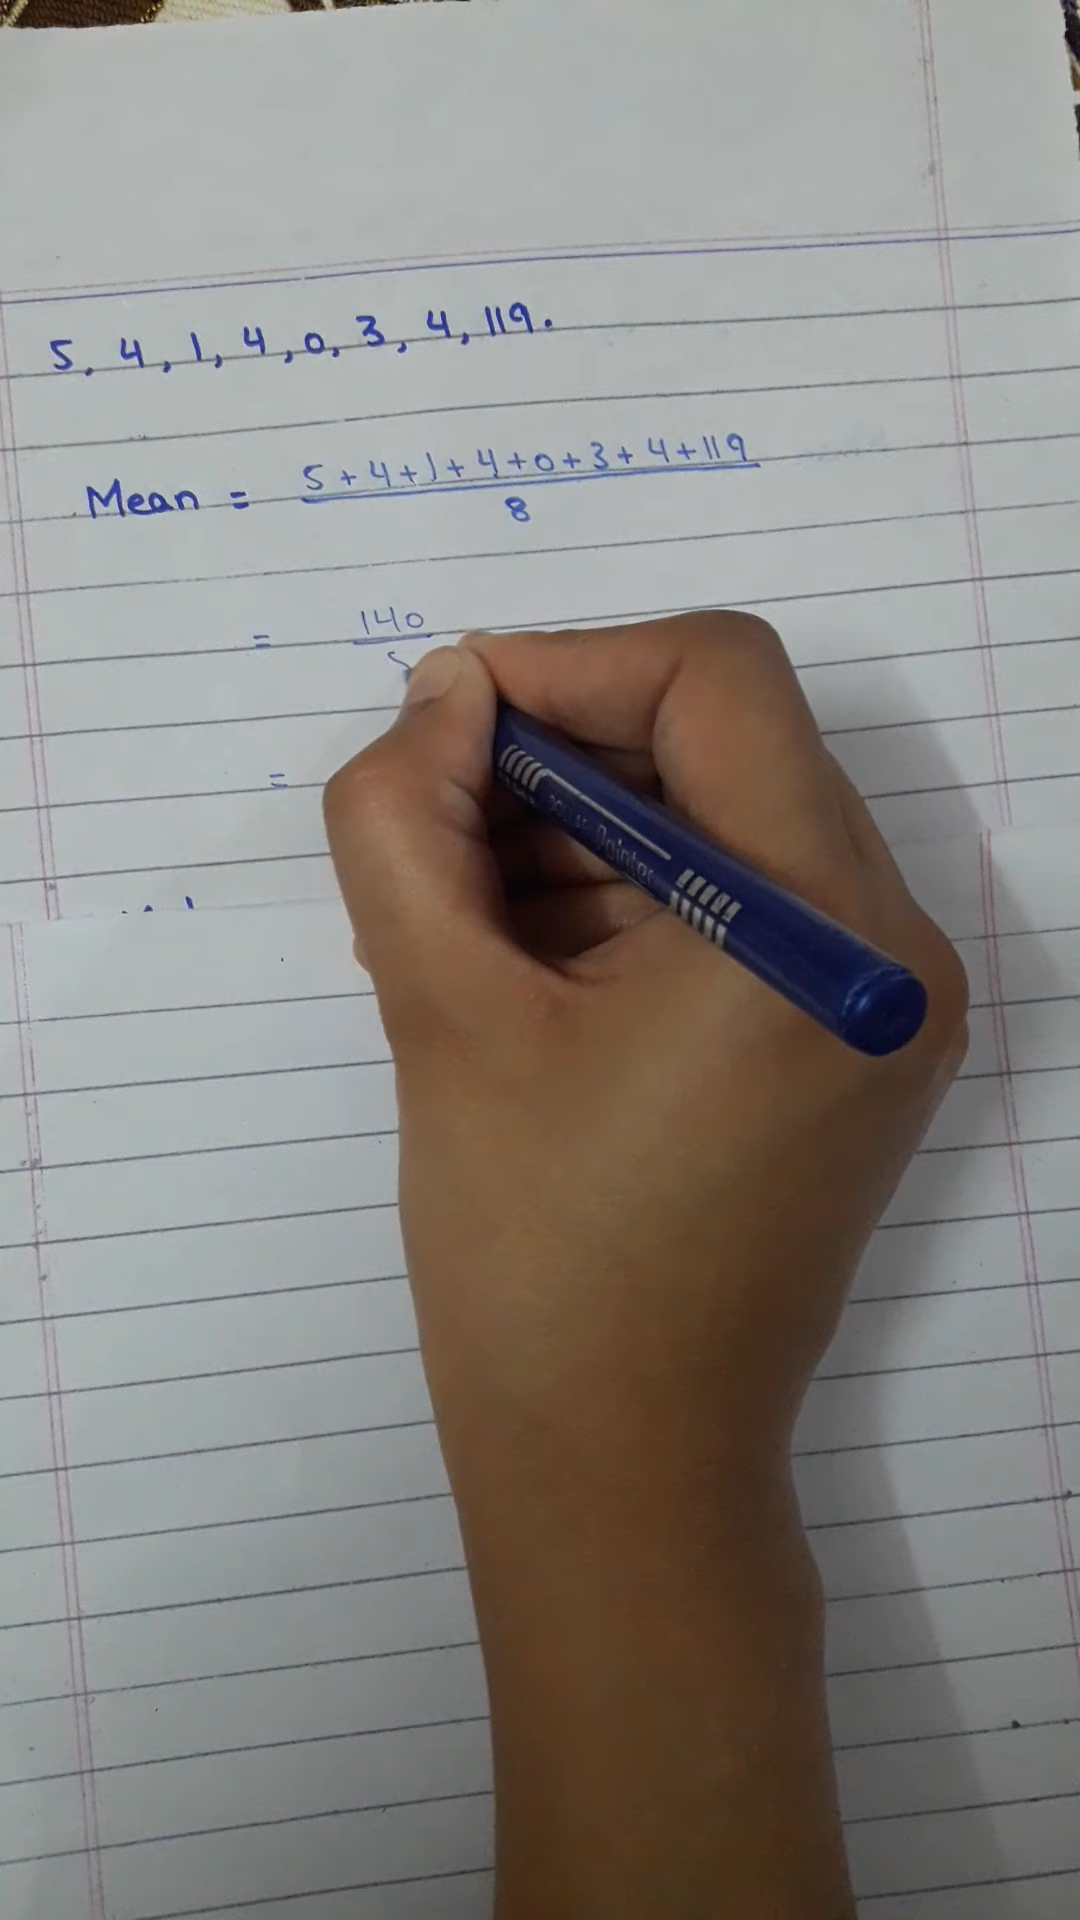 5, 4, 1, 4, 0, 3, 4, 119.
Mean = 5 + 4 + 1 + 4 + 0 + 3 + 4 + 119
8
= 140
=
Pointer